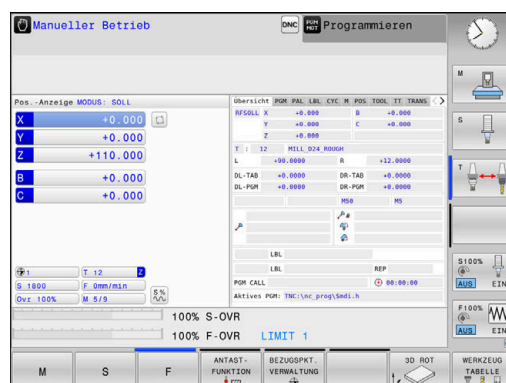 Manueller Betrieb
DNC
PGM MGT
Programmieren
Pos.-Anzeige MODUS: SOLL
X +0.000
Y +0.000
Z +110.000
B +0.000
C +0.000
1 T 12 Z
S 1800 F 0mm/min S %
Ovr 100% M 5/9
Übersicht PGM PAL LBL CYC M POS TOOL TT TRANS
RFSOLL X +0.000 B +0.000
Y +0.000 C +0.000
Z +0.000
T : 12 MILL_D24_ROUGH
L +90.0000 R +12.0000
DL-TAB +0.0000 DR-TAB +0.0000
DL-PGM +0.0000 DR-PGM +0.0000
M50 M5
P #
P
LBL
LBL REP
PGM CALL 00:00:00
Aktives PGM: TNC:\nc_prog\$mdi.h
100% S-OVR
100% F-OVR LIMIT 1
M
S
T
S100%
AUS EIN
F100%
AUS EIN
M
S
F
ANTAST-
FUNKTION
BEZUGSPKT.
VERWALTUNG
3D ROT
WERKZEUG
TABELLE